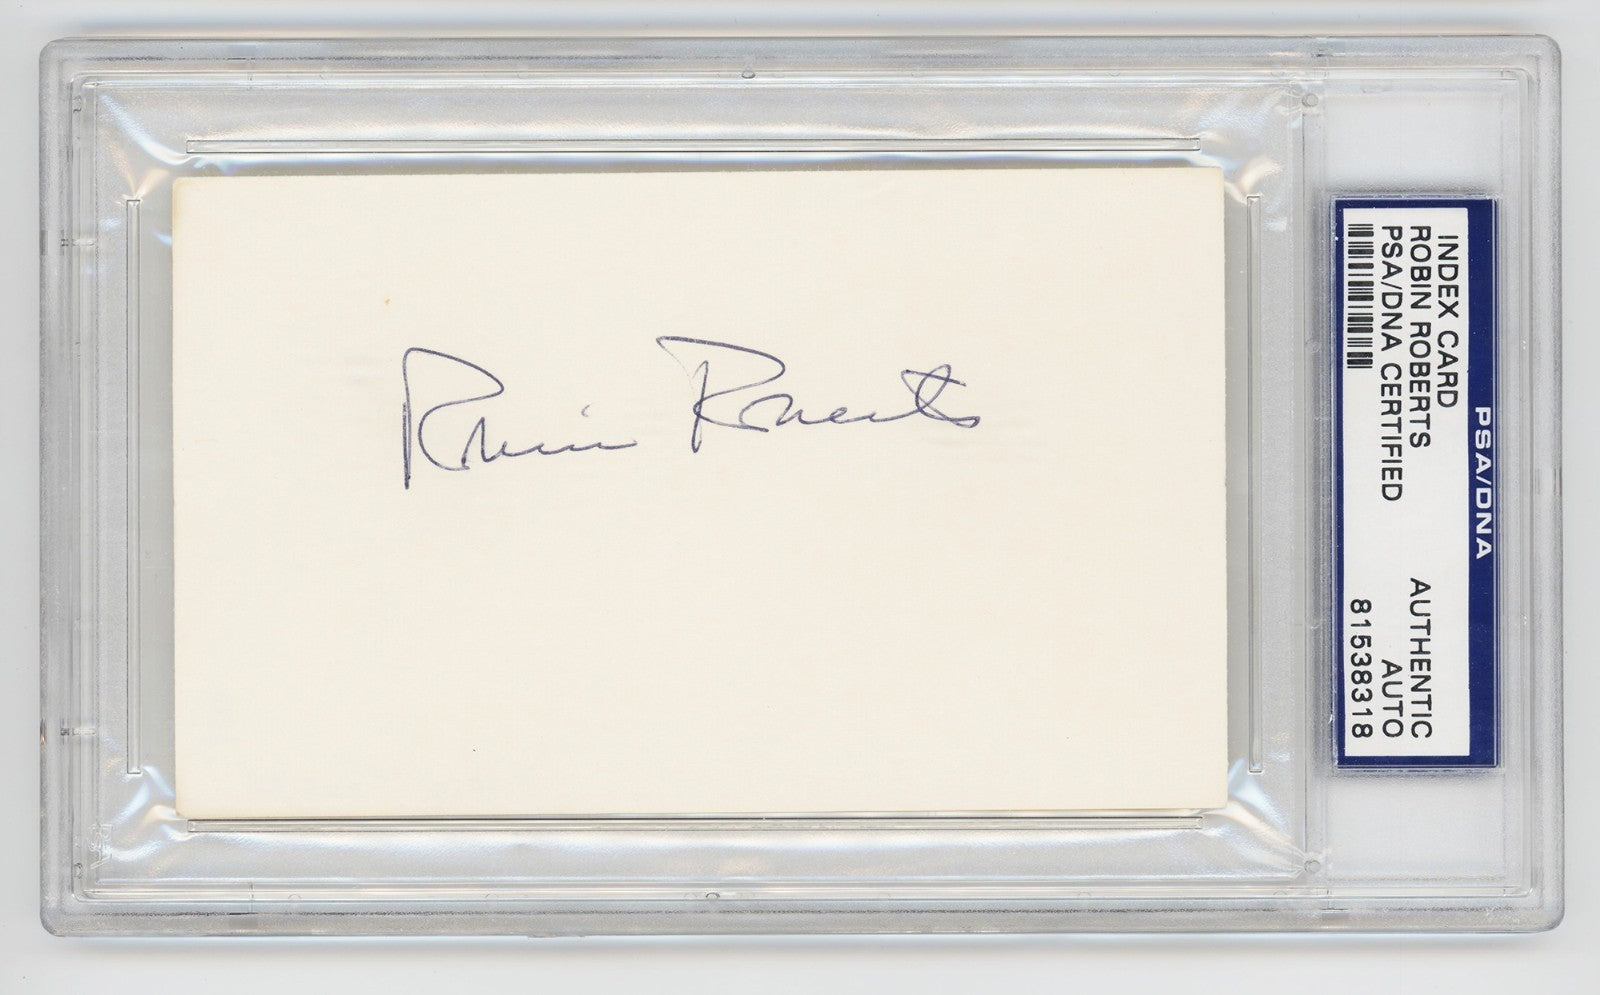 Robin Roberts
PSA/DNA
INDEX CARD
ROBIN ROBERTS AUTHENTIC
PSA/DNA CERTIFIED AUTO
81538318